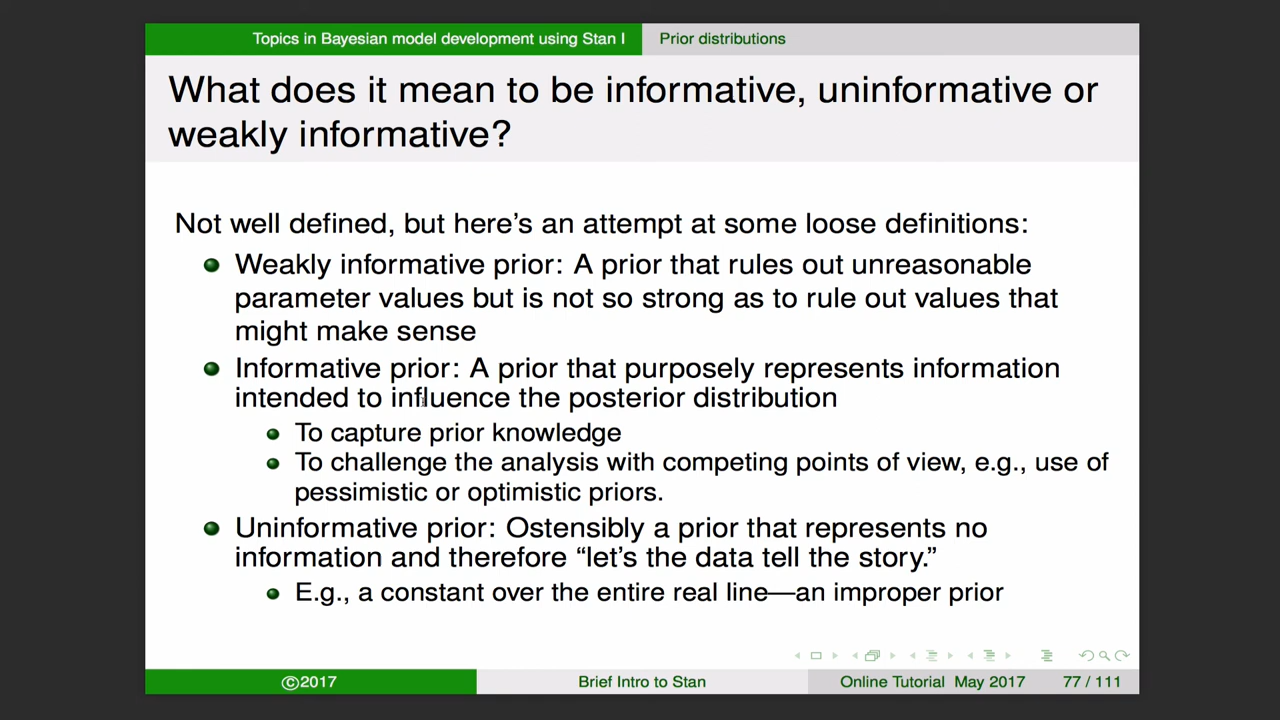 Topics in Bayesian model development using Stan I Prior distributions
What does it mean to be informative, uninformative or
weakly informative?
Not well defined, but here's an attempt at some loose definitions:
Weakly informative prior: A prior that rules out unreasonable
parameter values but is not so strong as to rule out values that
might make sense
Informative prior: A prior that purposely represents information
intended to influence the posterior distribution
To capture prior knowledge
To challenge the analysis with competing points of view, e.g., use of
pessimistic or optimistic priors.
Uninformative prior: Ostensibly a prior that represents no
information and therefore “let's the data tell the story.”
E.g., a constant over the entire real line—an improper prior
©2017 Brief Intro to Stan Online Tutorial May 2017 77 / 111